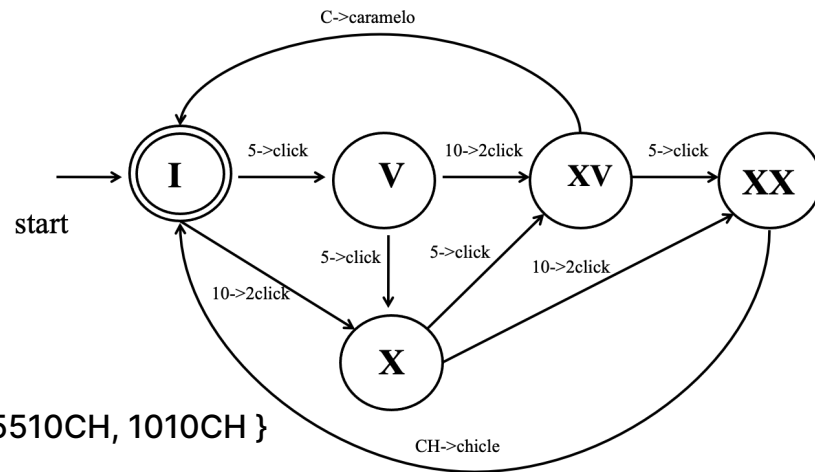 C->caramelo
5->click
10->2click
5->click
I
V
XV
XX
start
5->click
5->click
10->2click
10->2click
X
5510CH, 1010CH }
CH->chicle